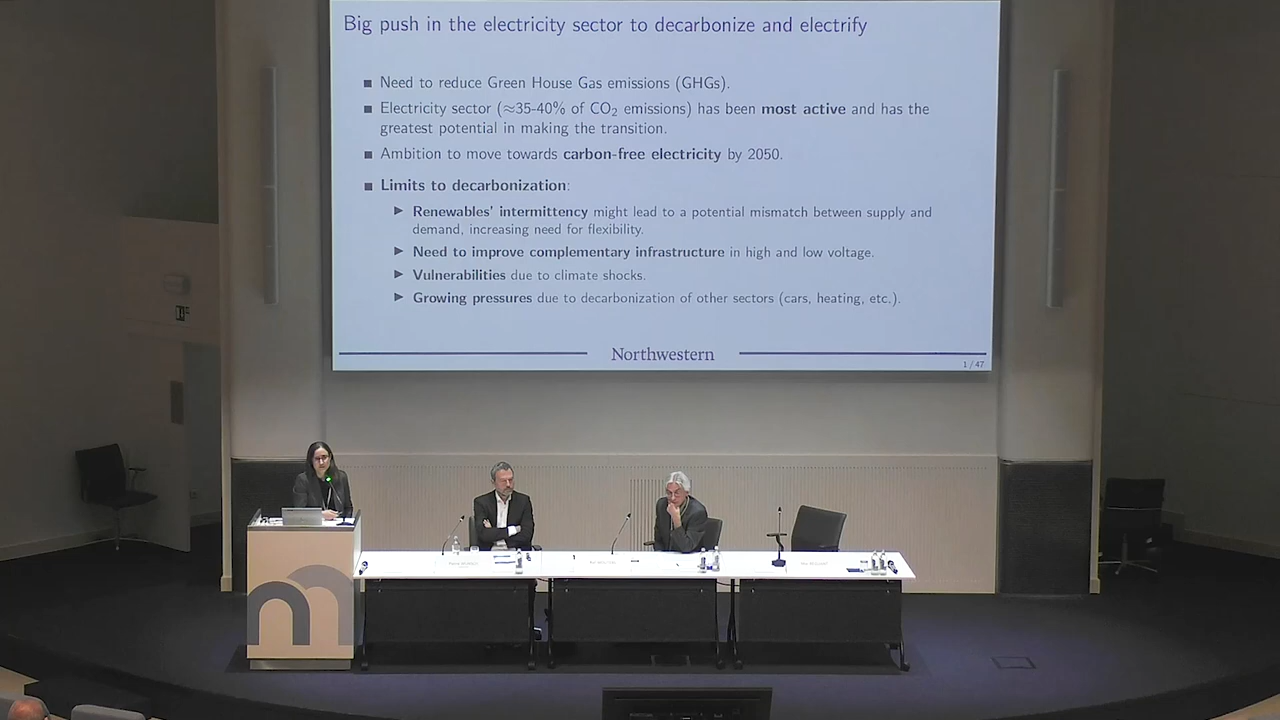 Big push in the electricity sector to decarbonize and electrify
■ Need to reduce Green House Gas emissions (GHGs).
■ Electricity sector (≈35-40% of CO₂ emissions) has been most active and has the
greatest potential in making the transition.
■ Ambition to move towards carbon-free electricity by 2050.
■ Limits to decarbonization:
▶ Renewables' intermittency might lead to a potential mismatch between supply and
demand, increasing need for flexibility.
▶ Need to improve complementary infrastructure in high and low voltage.
▶ Vulnerabilities due to climate shocks.
▶ Growing pressures due to decarbonization of other sectors (cars, heating, etc.).
Northwestern
1 / 47